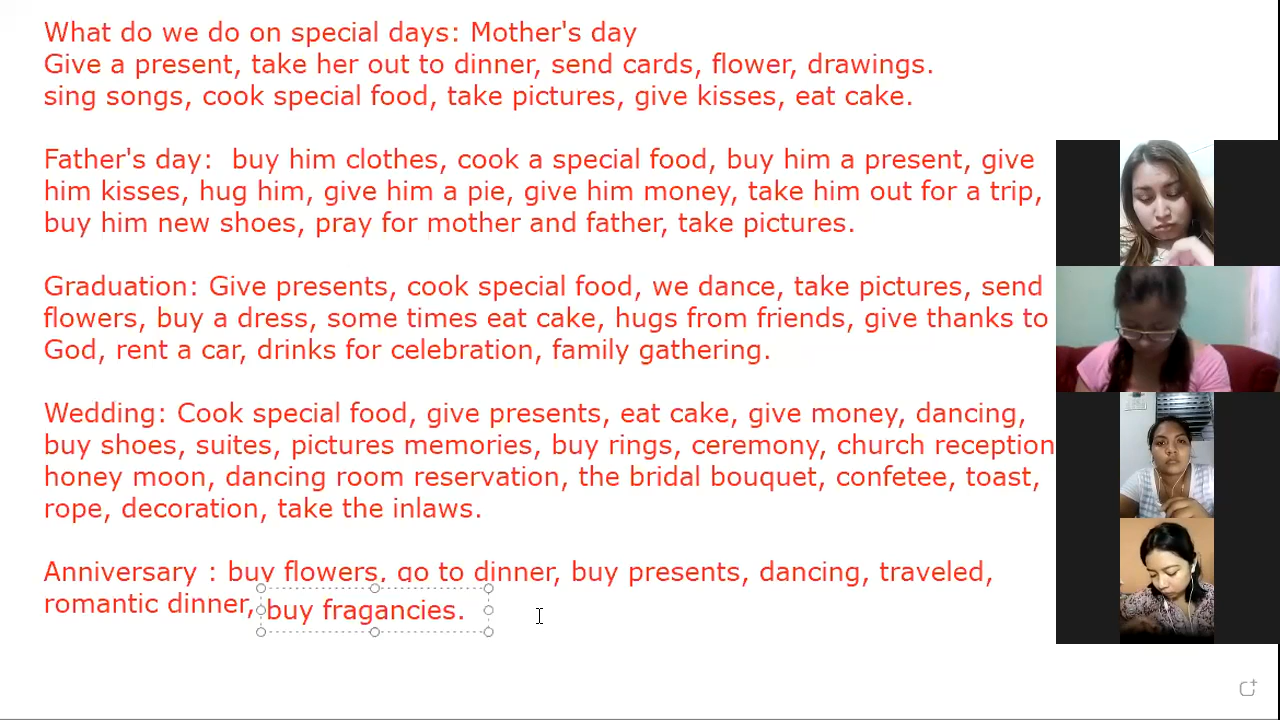 What do we do on special days: Mother's day
Give a present, take her out to dinner, send cards, flower, drawings.
sing songs, cook special food, take pictures, give kisses, eat cake.
Father's day:  buy him clothes, cook a special food, buy him a present, give
him kisses, hug him, give him a pie, give him money, take him out for a trip,
buy him new shoes, pray for mother and father, take pictures.
Graduation: Give presents, cook special food, we dance, take pictures, send
flowers, buy a dress, some times eat cake, hugs from friends, give thanks to
God, rent a car, drinks for celebration, family gathering.
Wedding: Cook special food, give presents, eat cake, give money, dancing,
buy shoes, suites, pictures memories, buy rings, ceremony, church reception
honey moon, dancing room reservation, the bridal bouquet, confetee, toast,
rope, decoration, take the inlaws.
Anniversary : buy flowers, go to dinner, buy presents, dancing, traveled,
romantic dinner, buy fragancies.